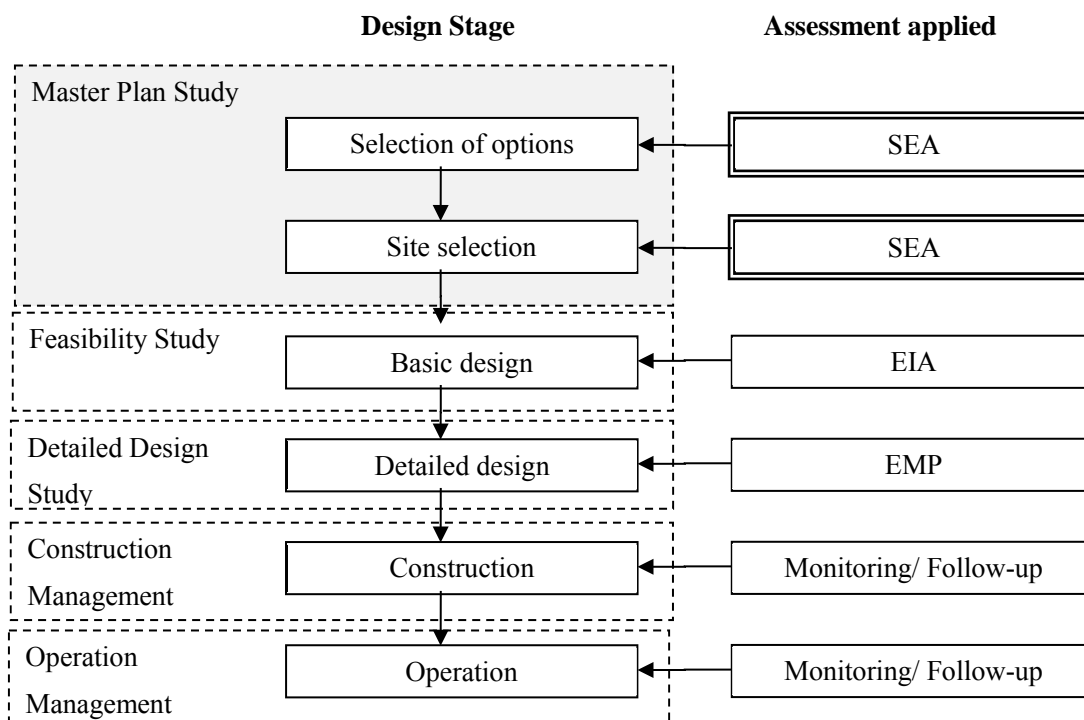 Design Stage
Assessment applied
Master Plan Study
Selection of options
SEA
Site selection
SEA
Feasibility Study
Basic design
EIA
Detailed Design
Study
Detailed design
EMP
Construction
Management
Construction
Monitoring/ Follow-up
Operation
Management
Operation
Monitoring/ Follow-up